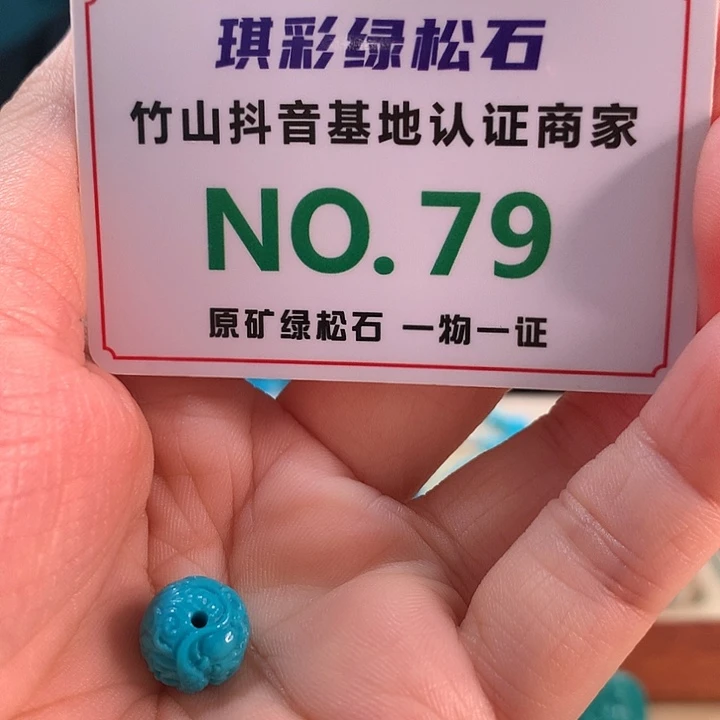 琪彩绿松石
竹山抖音基地认证商家
NO. 79
原矿绿松石 一物一证